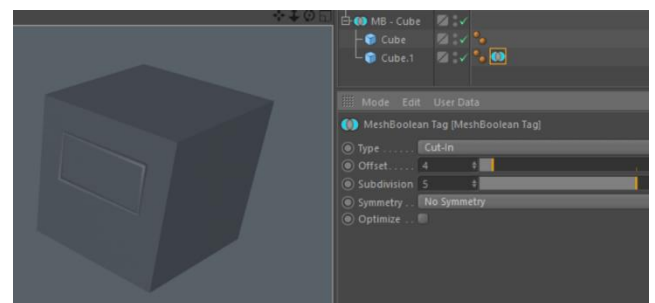 MB - Cube
Cube
Cube.1
Mode Edit User Data
MeshBoolean Tag [MeshBoolean Tag]
Type . . . . . . Cut-In
Offset. . . . . 4
Subdivision 5
Symmetry . . No Symmetry
Optimize . .